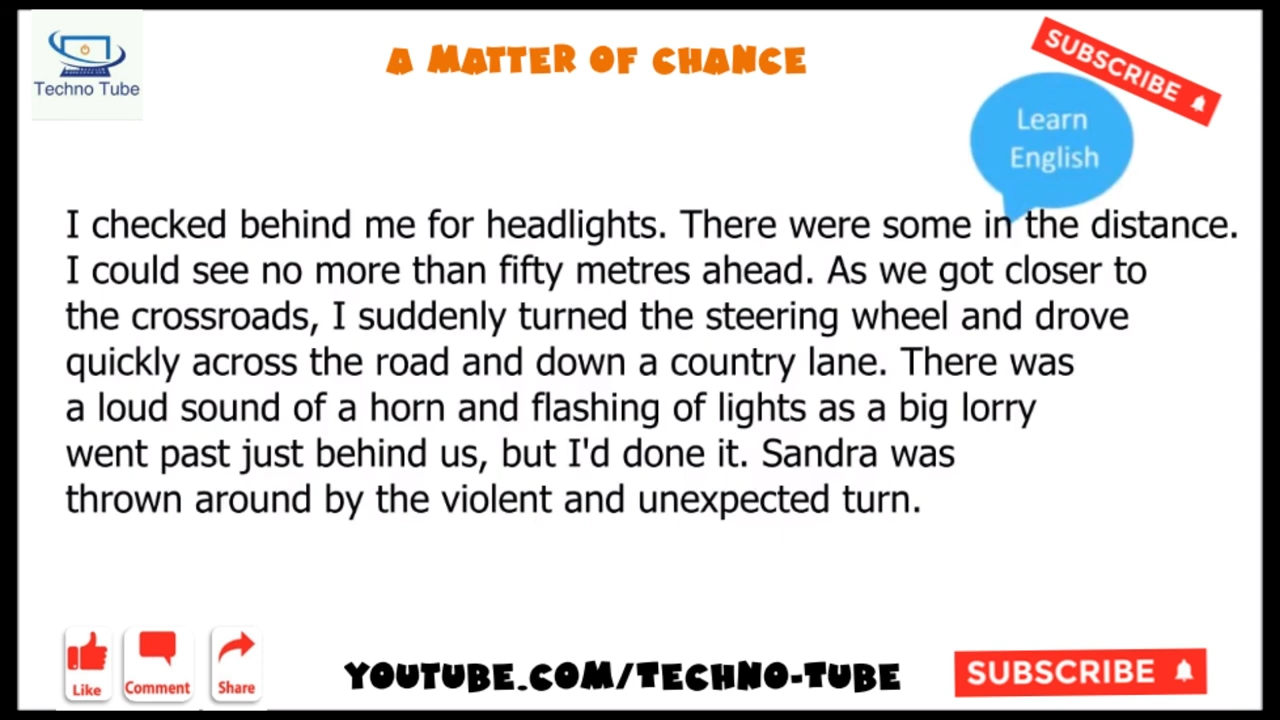 Techno Tube
A MATTER OF CHANCE
SUBSCRIBE
Learn
English
I checked behind me for headlights. There were some in the distance.
I could see no more than fifty metres ahead. As we got closer to
the crossroads, I suddenly turned the steering wheel and drove
quickly across the road and down a country lane. There was
a loud sound of a horn and flashing of lights as a big lorry
went past just behind us, but I'd done it. Sandra was
thrown around by the violent and unexpected turn.
Like
Comment
Share
YOUTUBE.COM/TECHNO-TUBE
SUBSCRIBE